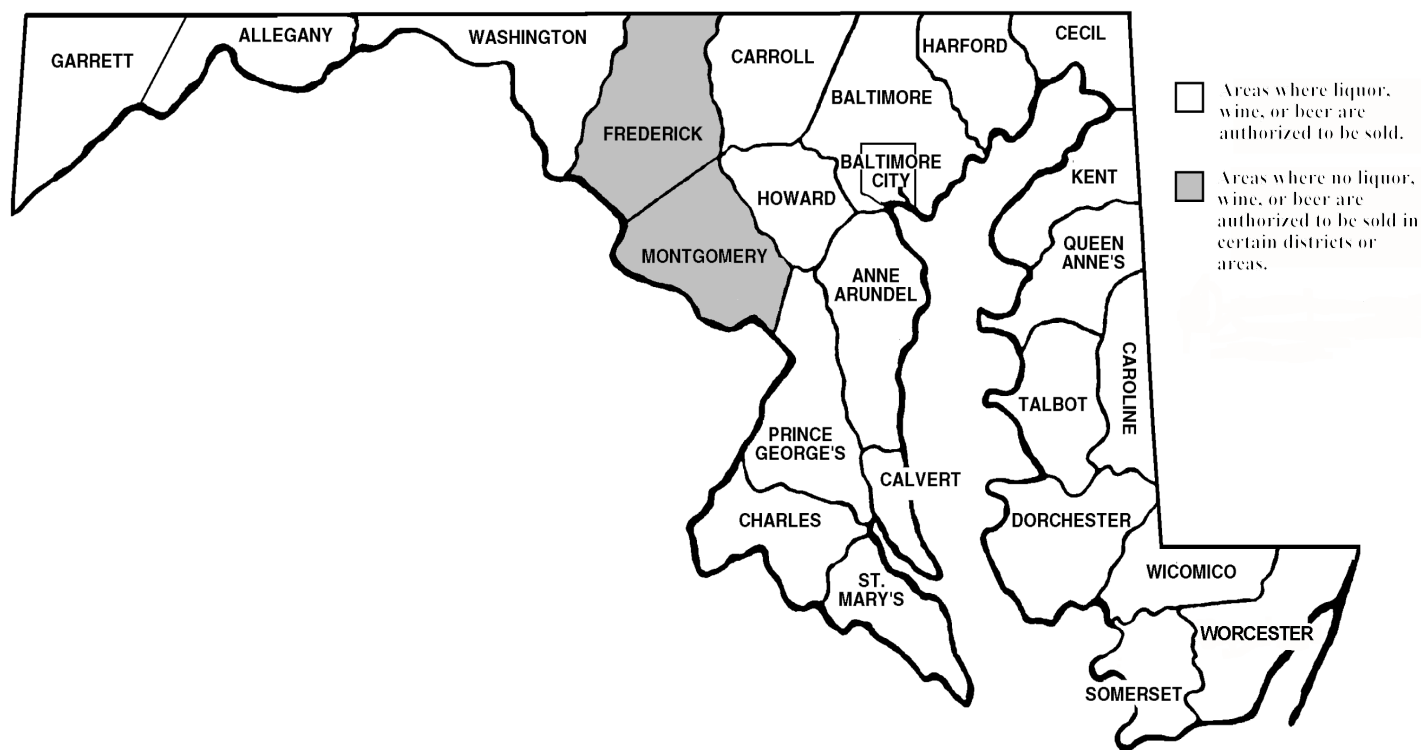 GARRETT
ALLEGANY
WASHINGTON
FREDERICK
CARROLL
BALTIMORE
HARFORD
CECIL
BALTIMORE
CITY
HOWARD
MONTGOMERY
ANNE
ARUNDEL
KENT
QUEEN
ANNE'S
CAROLINE
TALBOT
PRINCE
GEORGE'S
CALVERT
CHARLES
ST.
MARY'S
DORCHESTER
WICOMICO
WORCESTER
SOMERSET
Areas where liquor,
wine, or beer are
authorized to be sold.
Areas where no liquor,
wine, or beer are
authorized to be sold in
certain districts or
areas.